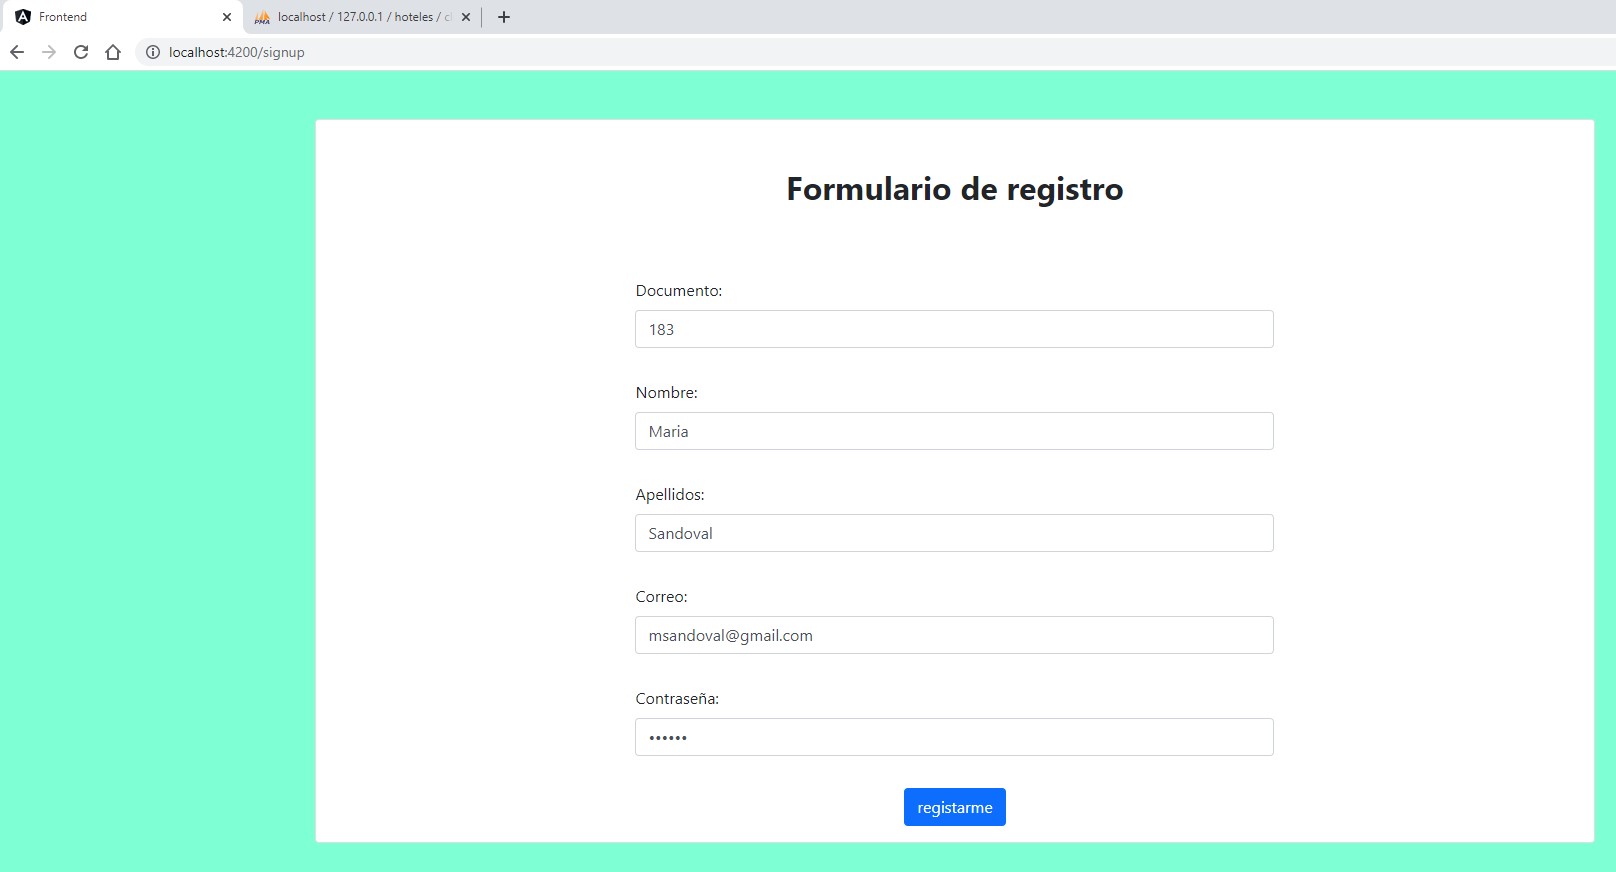 Frontend
localhost / 127.0.0.1 / hoteles /
localhost:4200/signup
Formulario de registro
Documento:
183
Nombre:
Maria
Apellidos:
Sandoval
Correo:
msandoval@gmail.com
Contraseña:
••••••
registarme